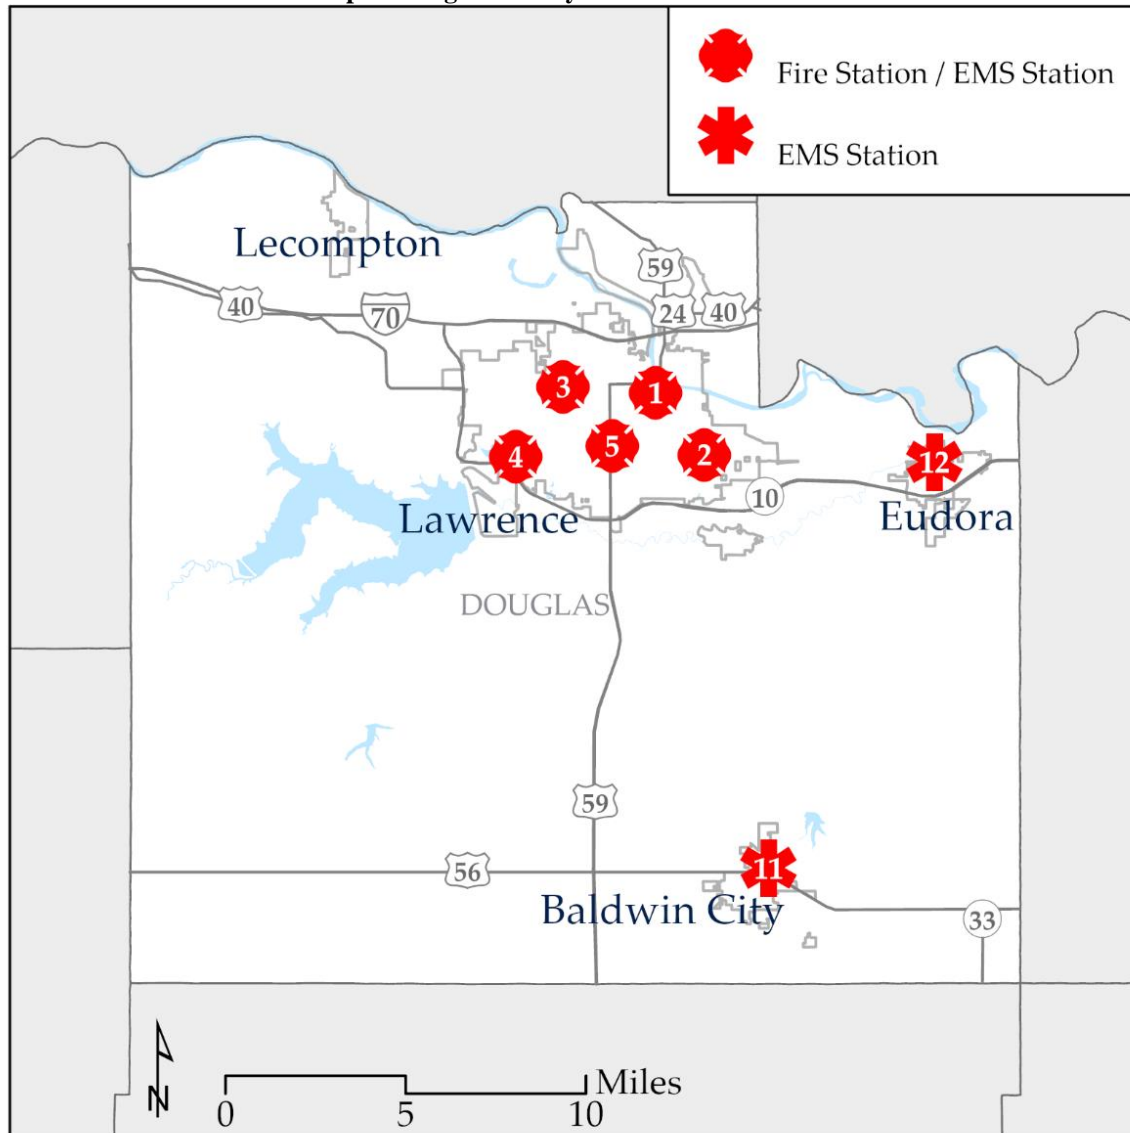 Fire Station / EMS Station
EMS Station
Lecompton
59
40
70
24
40
3
1
5
4
2
12
10
Lawrence
Eudora
DOUGLAS
59
56
11
Baldwin City
33
N
Miles
0
5
10